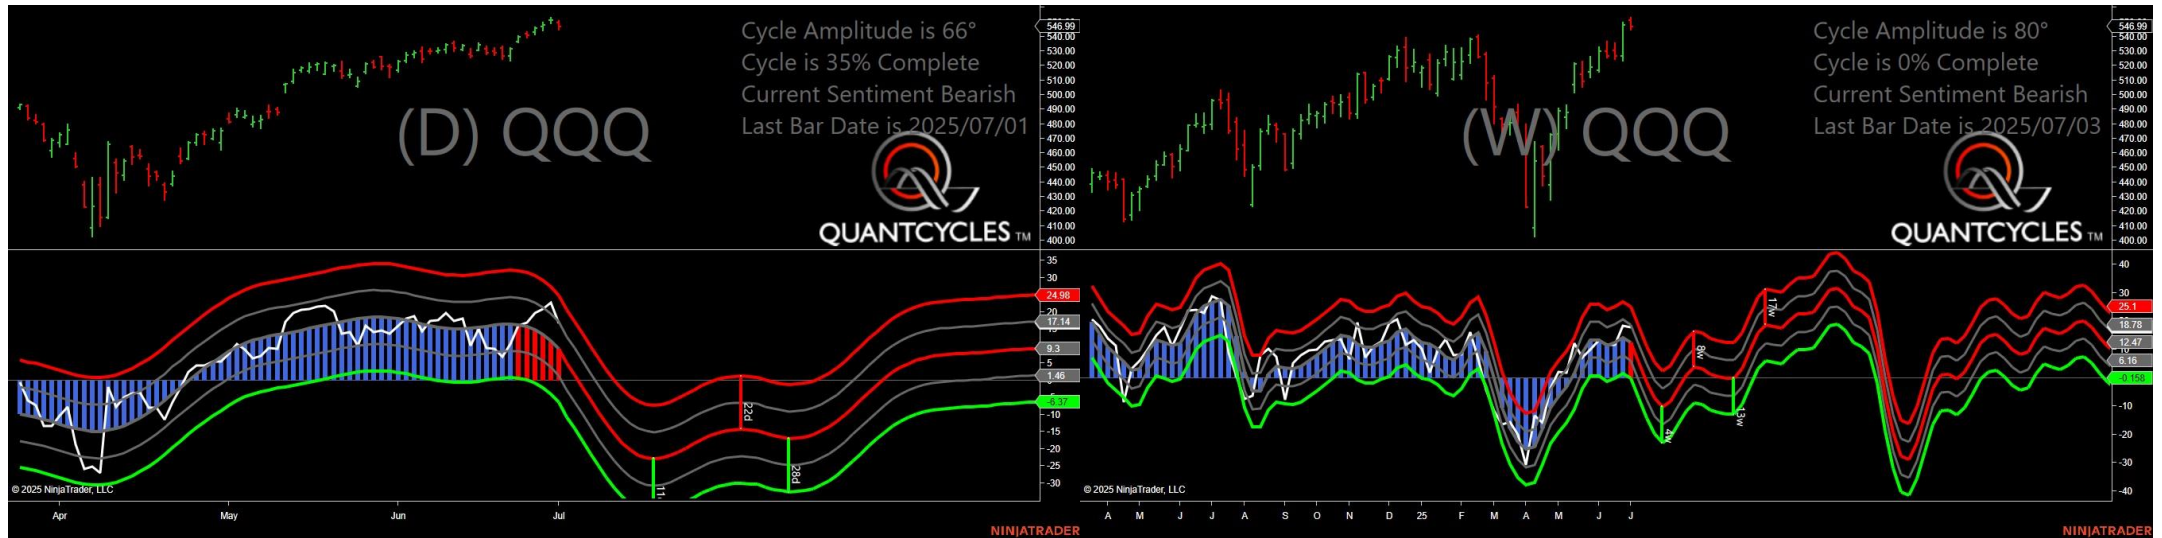 Cycle Amplitude is 66°
Cycle is 35% Complete
Current Sentiment Bearish
Last Bar Date is 2025/07/01
(D) QQQ
QUANTCYCLES TM
546.99
540.00
530.00
520.00
510.00
500.00
490.00
480.00
470.00
460.00
450.00
440.00
430.00
420.00
410.00
400.00
35
30
24.98
20
17.14
9.3
5
1.46
-6.37
-10
-15
-20
-25
-30
22d
28d
11
© 2025 NinjaTrader, LLC
Apr May Jun Jul
NINJATRADER
Cycle Amplitude is 80°
Cycle is 0% Complete
Current Sentiment Bearish
Last Bar Date is 2025/07/03
(W) QQQ
QUANTCYCLES TM
546.99
540.00
530.00
520.00
510.00
500.00
490.00
480.00
470.00
460.00
450.00
440.00
430.00
420.00
410.00
400.00
40
30
25.1
18.78
12.47
6.16
-0.158
-10
-20
-30
-40
17w
8w
4w
13w
© 2025 NinjaTrader, LLC
A M J J A S O N D 25 F M A M J J
NINJATRADER